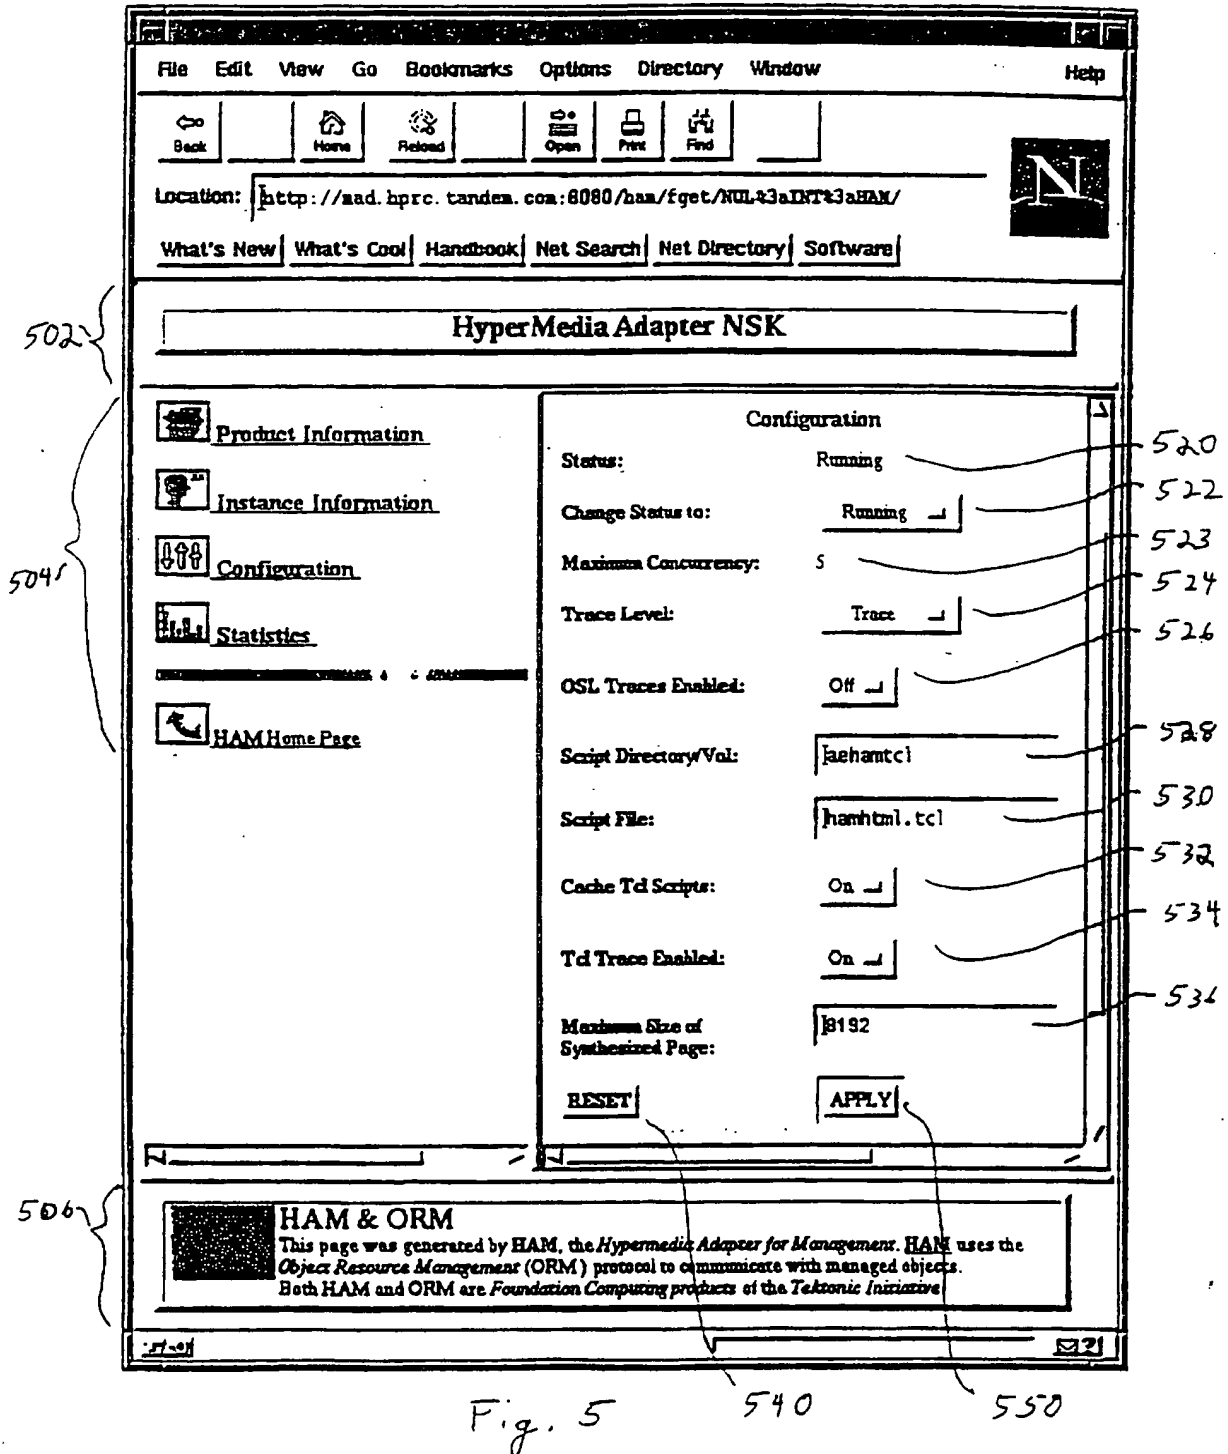 File Edit View Go Bookmarks Options Directory Window Help
Back Home Reload Open Print Find
N
Location: http://mad.hprc.tandem.com:8080/ham/fget/NUL%3aINT%3aHAM/
What's New What's Cool Handbook Net Search Net Directory Software
502
HyperMedia Adapter NSK
504
Product Information
Instance Information
Configuration
Statistics
HAM Home Page
Configuration
Status: Running 520
Change Status to: Running 522
Maximum Concurrency: 5 523
Trace Level: Trace 524
OSL Traces Enabled: Off 526
Script Directory/Vol: aehamtcl 528
Script File: hamhtml.tcl 530
Cache Tcl Scripts: On 532
Tcl Trace Enabled: On 534
Maximum Size of
Synthesized Page: 8192 536
RESET APPLY
506
HAM & ORM
This page was generated by HAM, the Hypermedia Adapter for Management. HAM uses the
Object Resource Management (ORM) protocol to communicate with managed objects.
Both HAM and ORM are Foundation Computing products of the Tektonic Initiative
540 550
Fig. 5